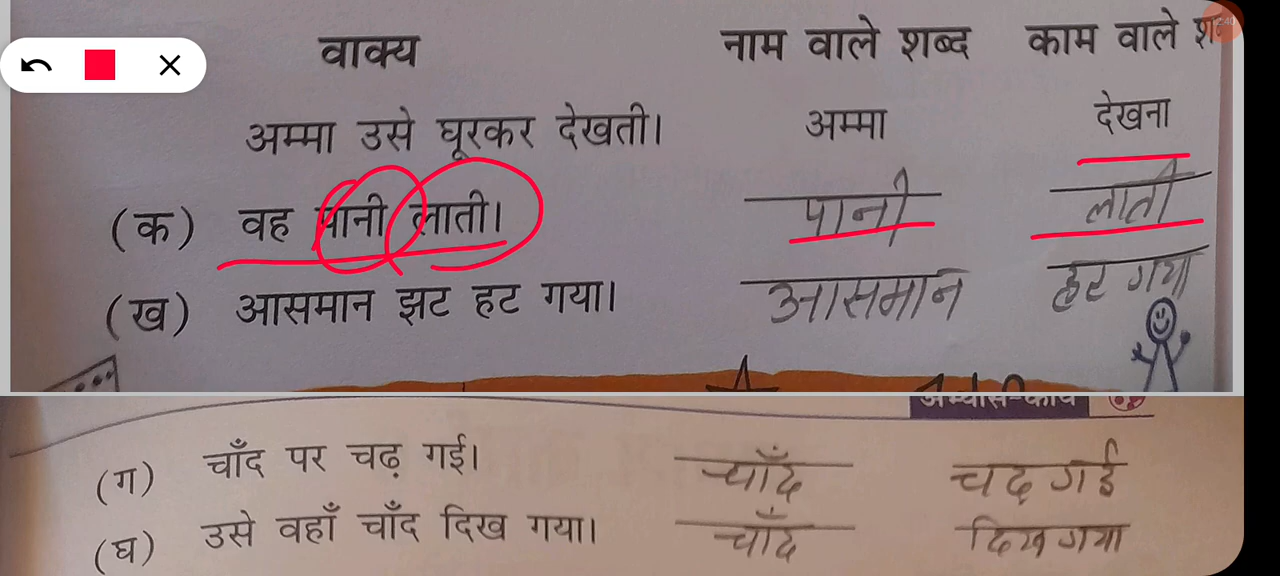 वाक्य नाम वाले शब्द काम वाले
अम्मा उसे घूरकर देखती। अम्मा देखना
(क) वह पानी लाती। पानी लाती
(ख) आसमान झट हट गया। आसमान हट गया
अभ्यास-कार्य
(ग) चाँद पर चढ़ गई। चाँद चढ़ गई
(घ) उसे वहाँ चाँद दिख गया। चाँद दिख गया